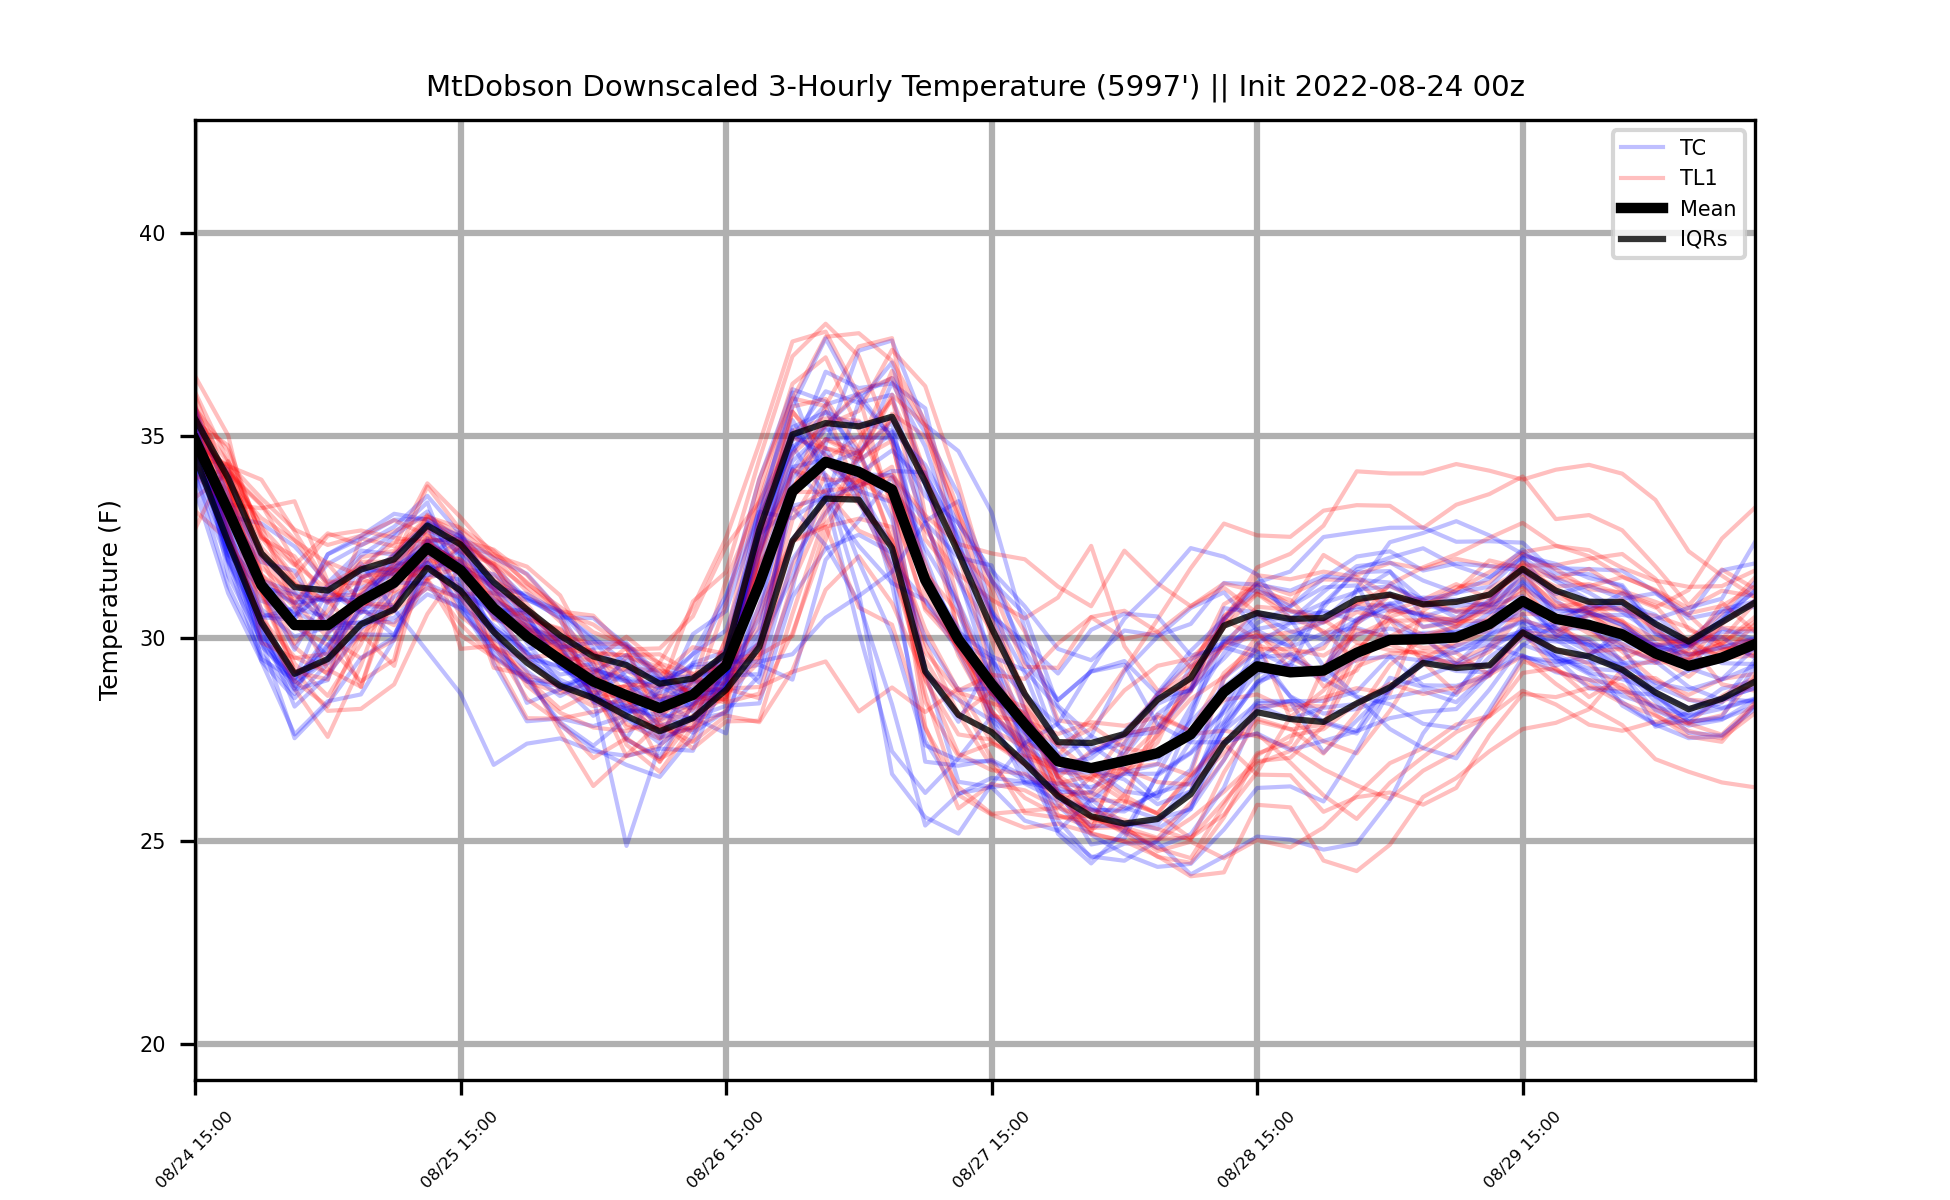 MtDobson Downscaled 3-Hourly Temperature (5997') || Init 2022-08-24 00z
TC
TL1
Mean
IQRs
Temperature (F)
40
35
30
25
20
08/24 15:00
08/25 15:00
08/26 15:00
08/27 15:00
08/28 15:00
08/29 15:00